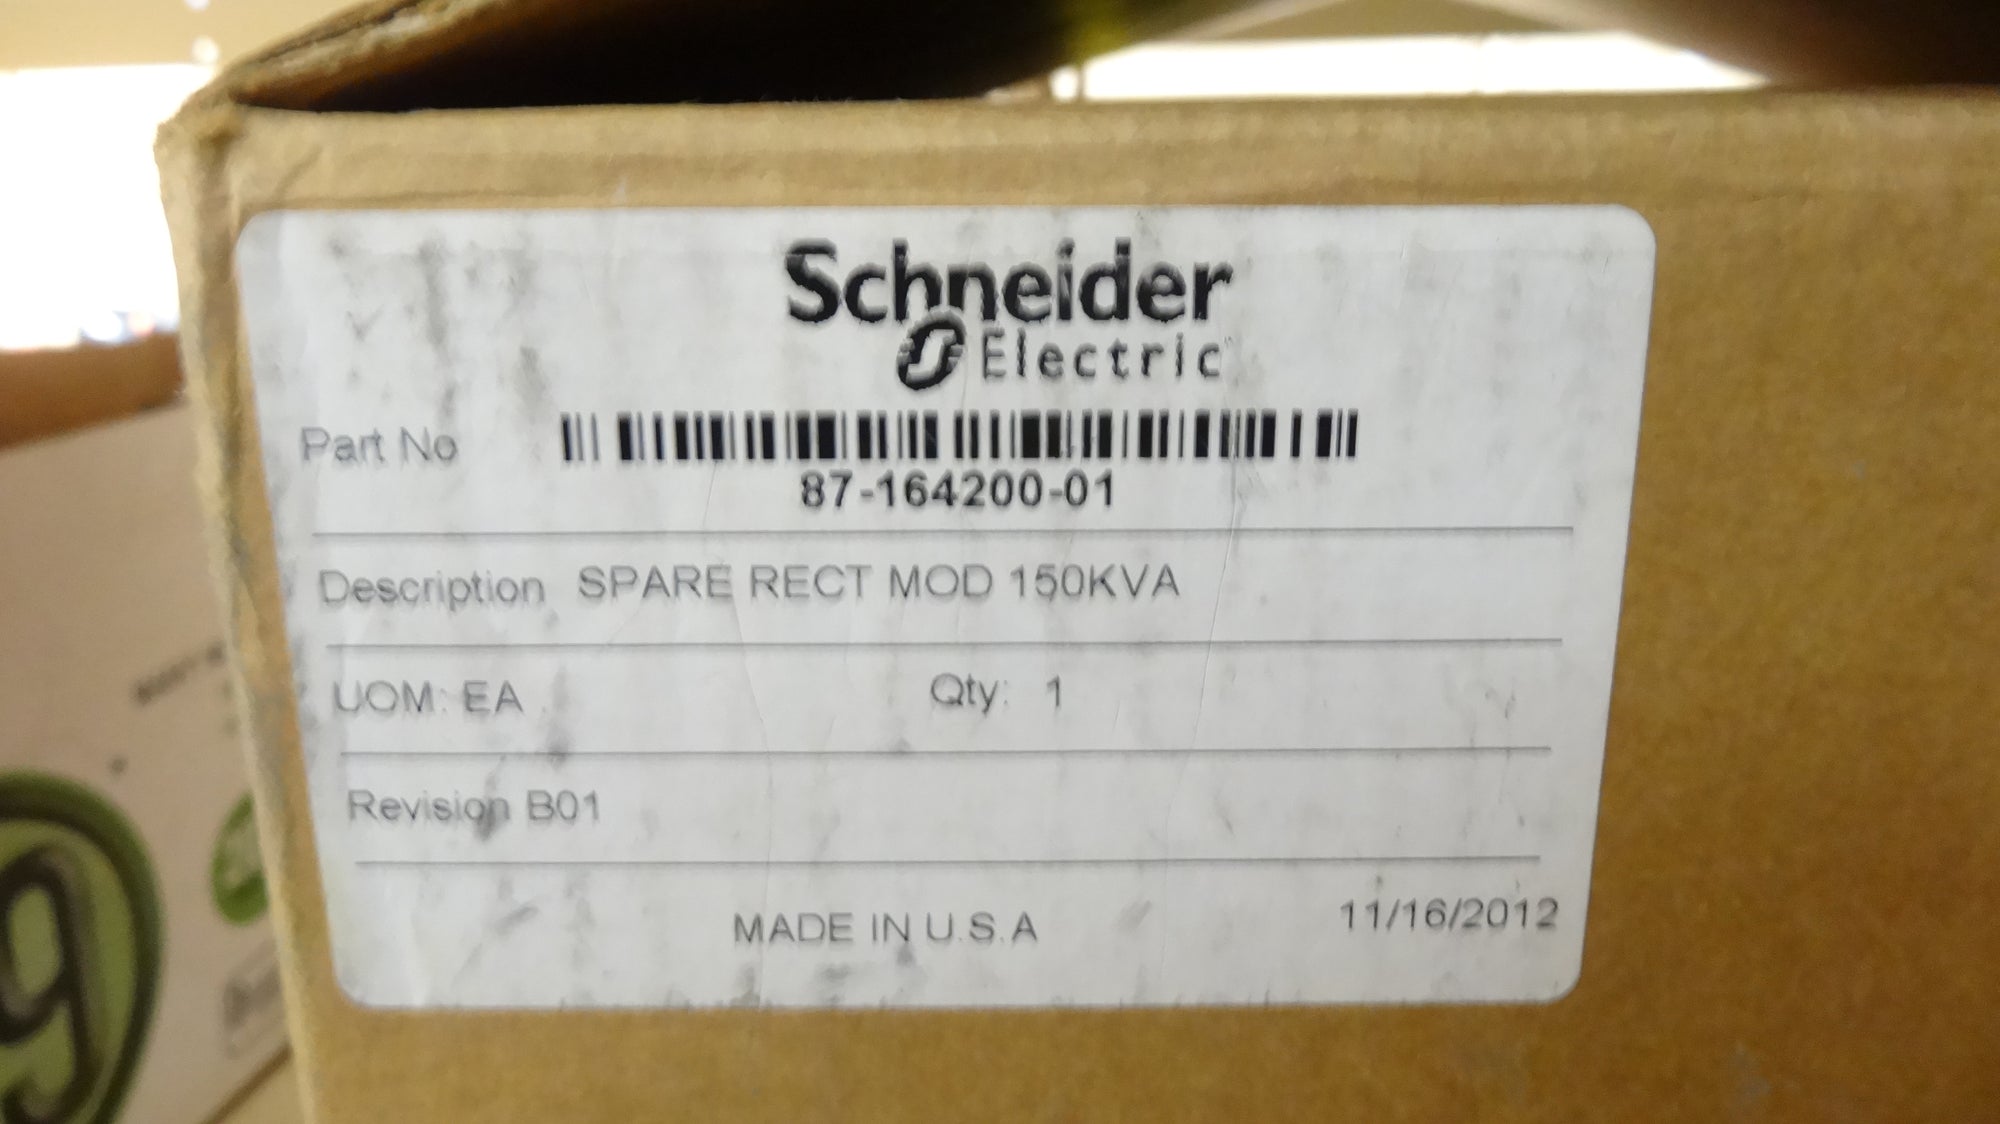 Schneider
Electric
Part No
87-164200-01
Description SPARE RECT MOD 150KVA
UOM: EA Qty: 1
Revision B01
MADE IN U.S.A 11/16/2012
9